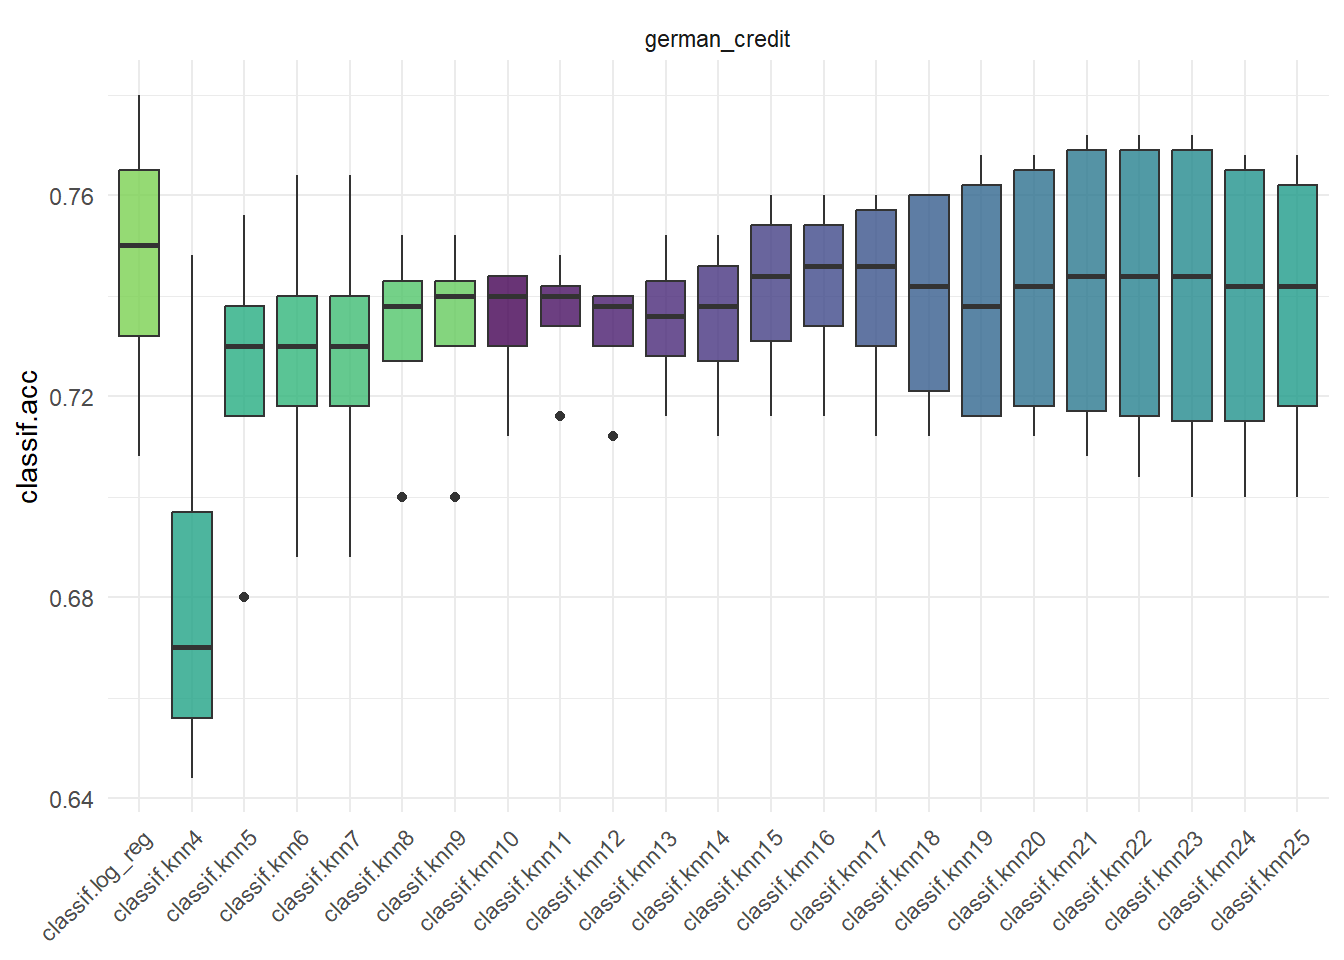 german_credit
classif.acc
0.76
0.72
0.68
0.64
classif.log_reg
classif.knn4
classif.knn5
classif.knn6
classif.knn7
classif.knn8
classif.knn9
classif.knn10
classif.knn11
classif.knn12
classif.knn13
classif.knn14
classif.knn15
classif.knn16
classif.knn17
classif.knn18
classif.knn19
classif.knn20
classif.knn21
classif.knn22
classif.knn23
classif.knn24
classif.knn25